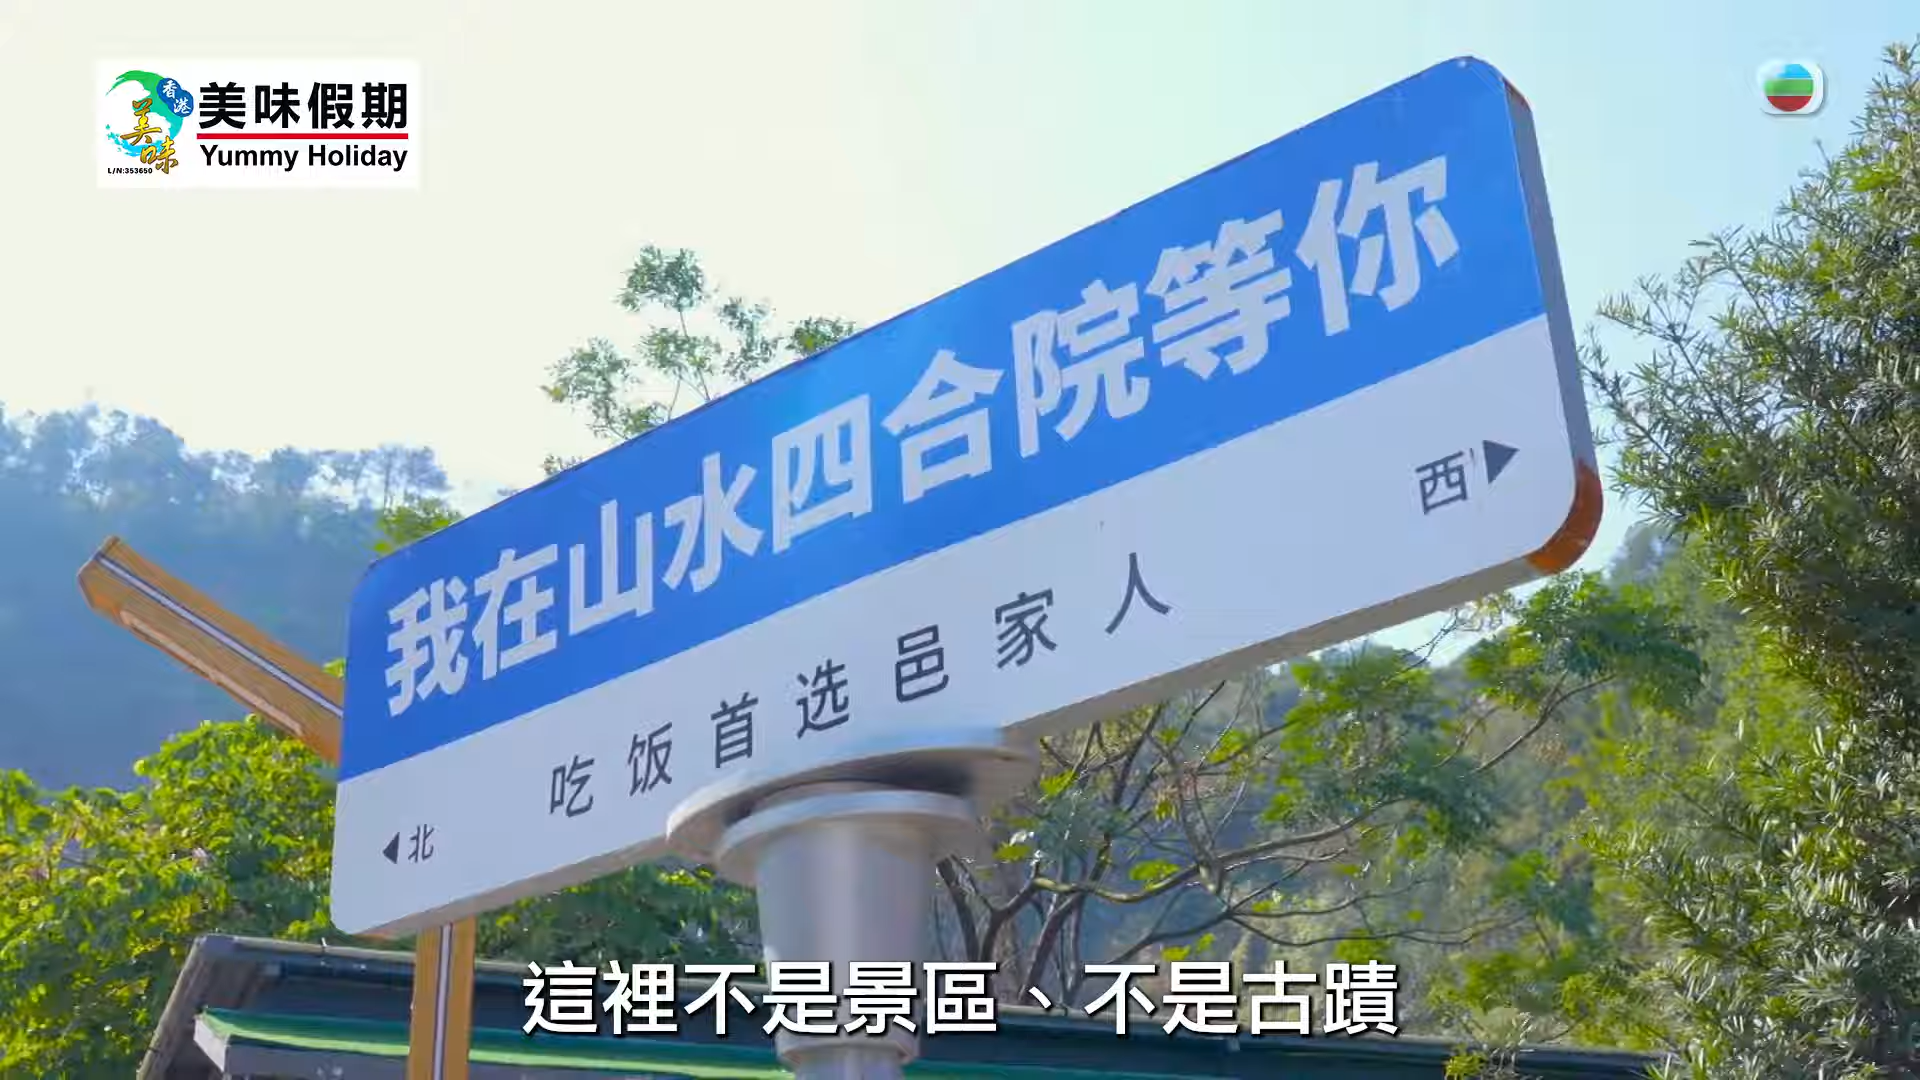 香港
美味
L/N:353650
美味假期
Yummy Holiday
我在山水四合院等你
吃饭首选邑家人
西
北
這裡不是景區、不是古蹟